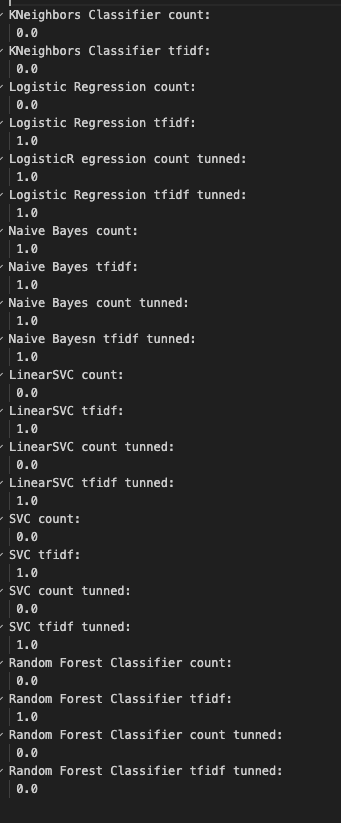 KNeighbors Classifier count:
0.0
KNeighbors Classifier tfidf:
0.0
Logistic Regression count:
0.0
Logistic Regression tfidf:
1.0
LogisticR egression count tunned:
1.0
Logistic Regression tfidf tunned:
1.0
Naive Bayes count:
1.0
Naive Bayes tfidf:
1.0
Naive Bayes count tunned:
1.0
Naive Bayesn tfidf tunned:
1.0
LinearSVC count:
0.0
LinearSVC tfidf:
1.0
LinearSVC count tunned:
0.0
LinearSVC tfidf tunned:
1.0
SVC count:
0.0
SVC tfidf:
1.0
SVC count tunned:
0.0
SVC tfidf tunned:
1.0
Random Forest Classifier count:
0.0
Random Forest Classifier tfidf:
1.0
Random Forest Classifier count tunned:
0.0
Random Forest Classifier tfidf tunned:
0.0